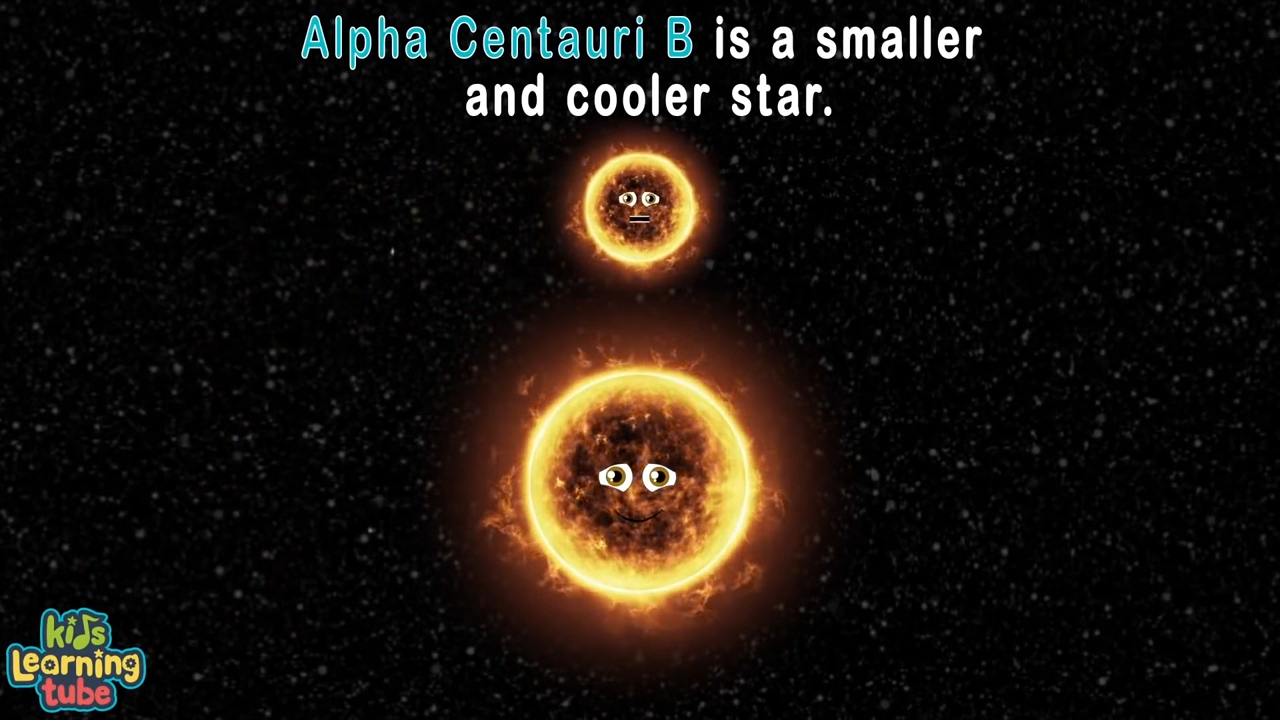 Alpha Centauri B is a smaller
and cooler star.
kids
Learning
tube